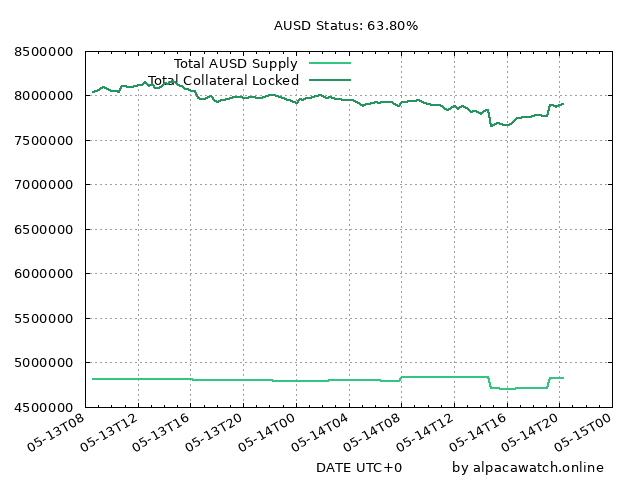 AUSD Status: 63.80%
8500000
Total AUSD Supply
Total Collateral Locked
8000000
7500000
7000000
6500000
6000000
5500000
5000000
4500000
05-13T08
05-13T12
05-13T16
05-13T20
05-14T00
05-14T04
05-14T08
05-14T12
05-14T16
05-14T20
05-15T00
DATE UTC+0
by alpacawatch.online